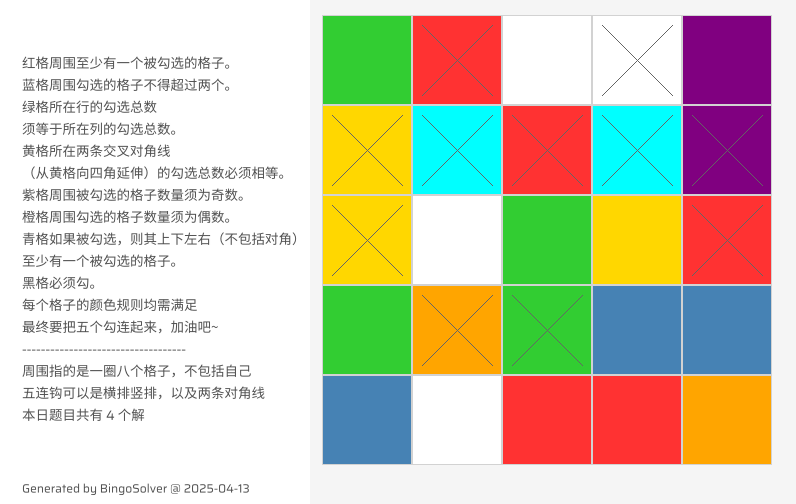 红格周围至少有一个被勾选的格子。
蓝格周围勾选的格子不得超过两个。
绿格所在行的勾选总数
须等于所在列的勾选总数。
黄格所在两条交叉对角线
（从黄格向四角延伸）的勾选总数必须相等。
紫格周围被勾选的格子数量须为奇数。
橙格周围勾选的格子数量须为偶数。
青格如果被勾选，则其上下左右（不包括对角）
至少有一个被勾选的格子。
黑格必须勾。
每个格子的颜色规则均需满足
最终要把五个勾连起来，加油吧~
-----------------------------------
周围指的是一圈八个格子，不包括自己
五连钩可以是横排竖排，以及两条对角线
本日题目共有 4 个解
Generated by BingoSolver @ 2025-04-13